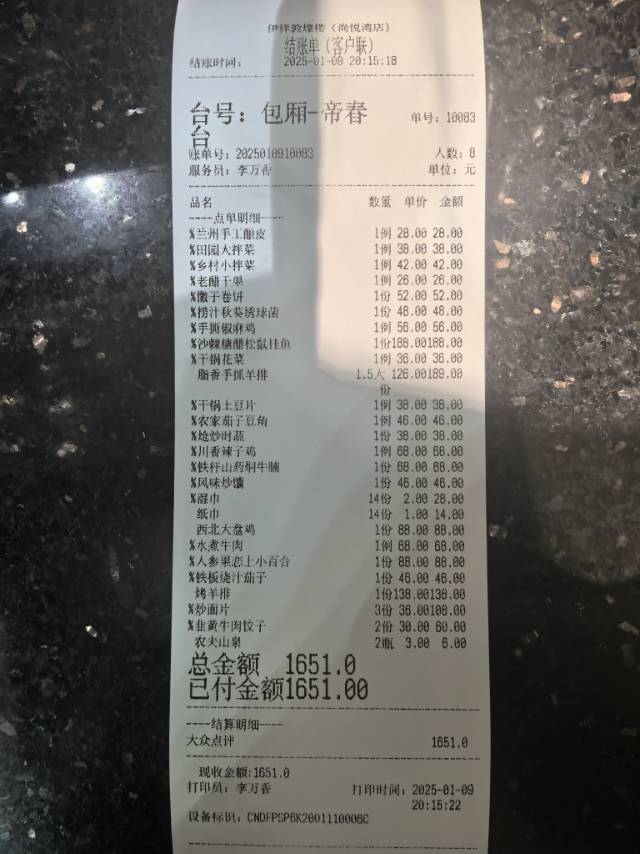 伊祥敦煌楼（尚悦湾店）
结账单（客户联）
结账时间： 2025-01-09 20:15:18
台号：包厢-帝春台 单号：10083
账单号：2025010910083 人数：8
服务员：李万香 单位：元
品名 数量 单价 金额
-----点单明细-----
%兰州手工酿皮 1例 28.00 28.00
%田园大拌菜 1例 38.00 38.00
%乡村小拌菜 1例 42.00 42.00
%老醋干果 1例 26.00 26.00
%馓子卷饼 1份 52.00 52.00
%捞汁秋葵绣球菌 1份 48.00 48.00
%手撕椒麻鸡 1例 56.00 56.00
%沙棘糖醋松鼠桂鱼 1份188.00188.00
%干锅花菜 1例 36.00 36.00
脂香手抓羊排 1.5大份 126.00189.00
%干锅土豆片 1例 38.00 38.00
%农家茄子豆角 1例 46.00 46.00
%炝炒时蔬 1份 38.00 38.00
%川香辣子鸡 1例 68.00 68.00
%铁杆山药焖牛腩 1份 68.00 68.00
%风味炒馕 1份 46.00 46.00
%湿巾 14份 2.00 28.00
纸巾 14份 1.00 14.00
西北大盘鸡 1份 88.00 88.00
%水煮牛肉 1例 68.00 68.00
%人参果恋上小百合 1份 88.00 88.00
%铁板烧汁茄子 1份 46.00 46.00
烤羊排 1份138.00138.00
%炒面片 3份 36.00108.00
%韭黄牛肉饺子 2份 30.00 60.00
农夫山泉 2瓶 3.00 6.00
总金额 1651.0
已付金额1651.00
-----结算明细-----
大众点评 1651.0
现收金额:1651.0
打印员：李万香 打印时间：2025-01-09
20:15:22
设备标识：CNDFPSP6K2001110006C